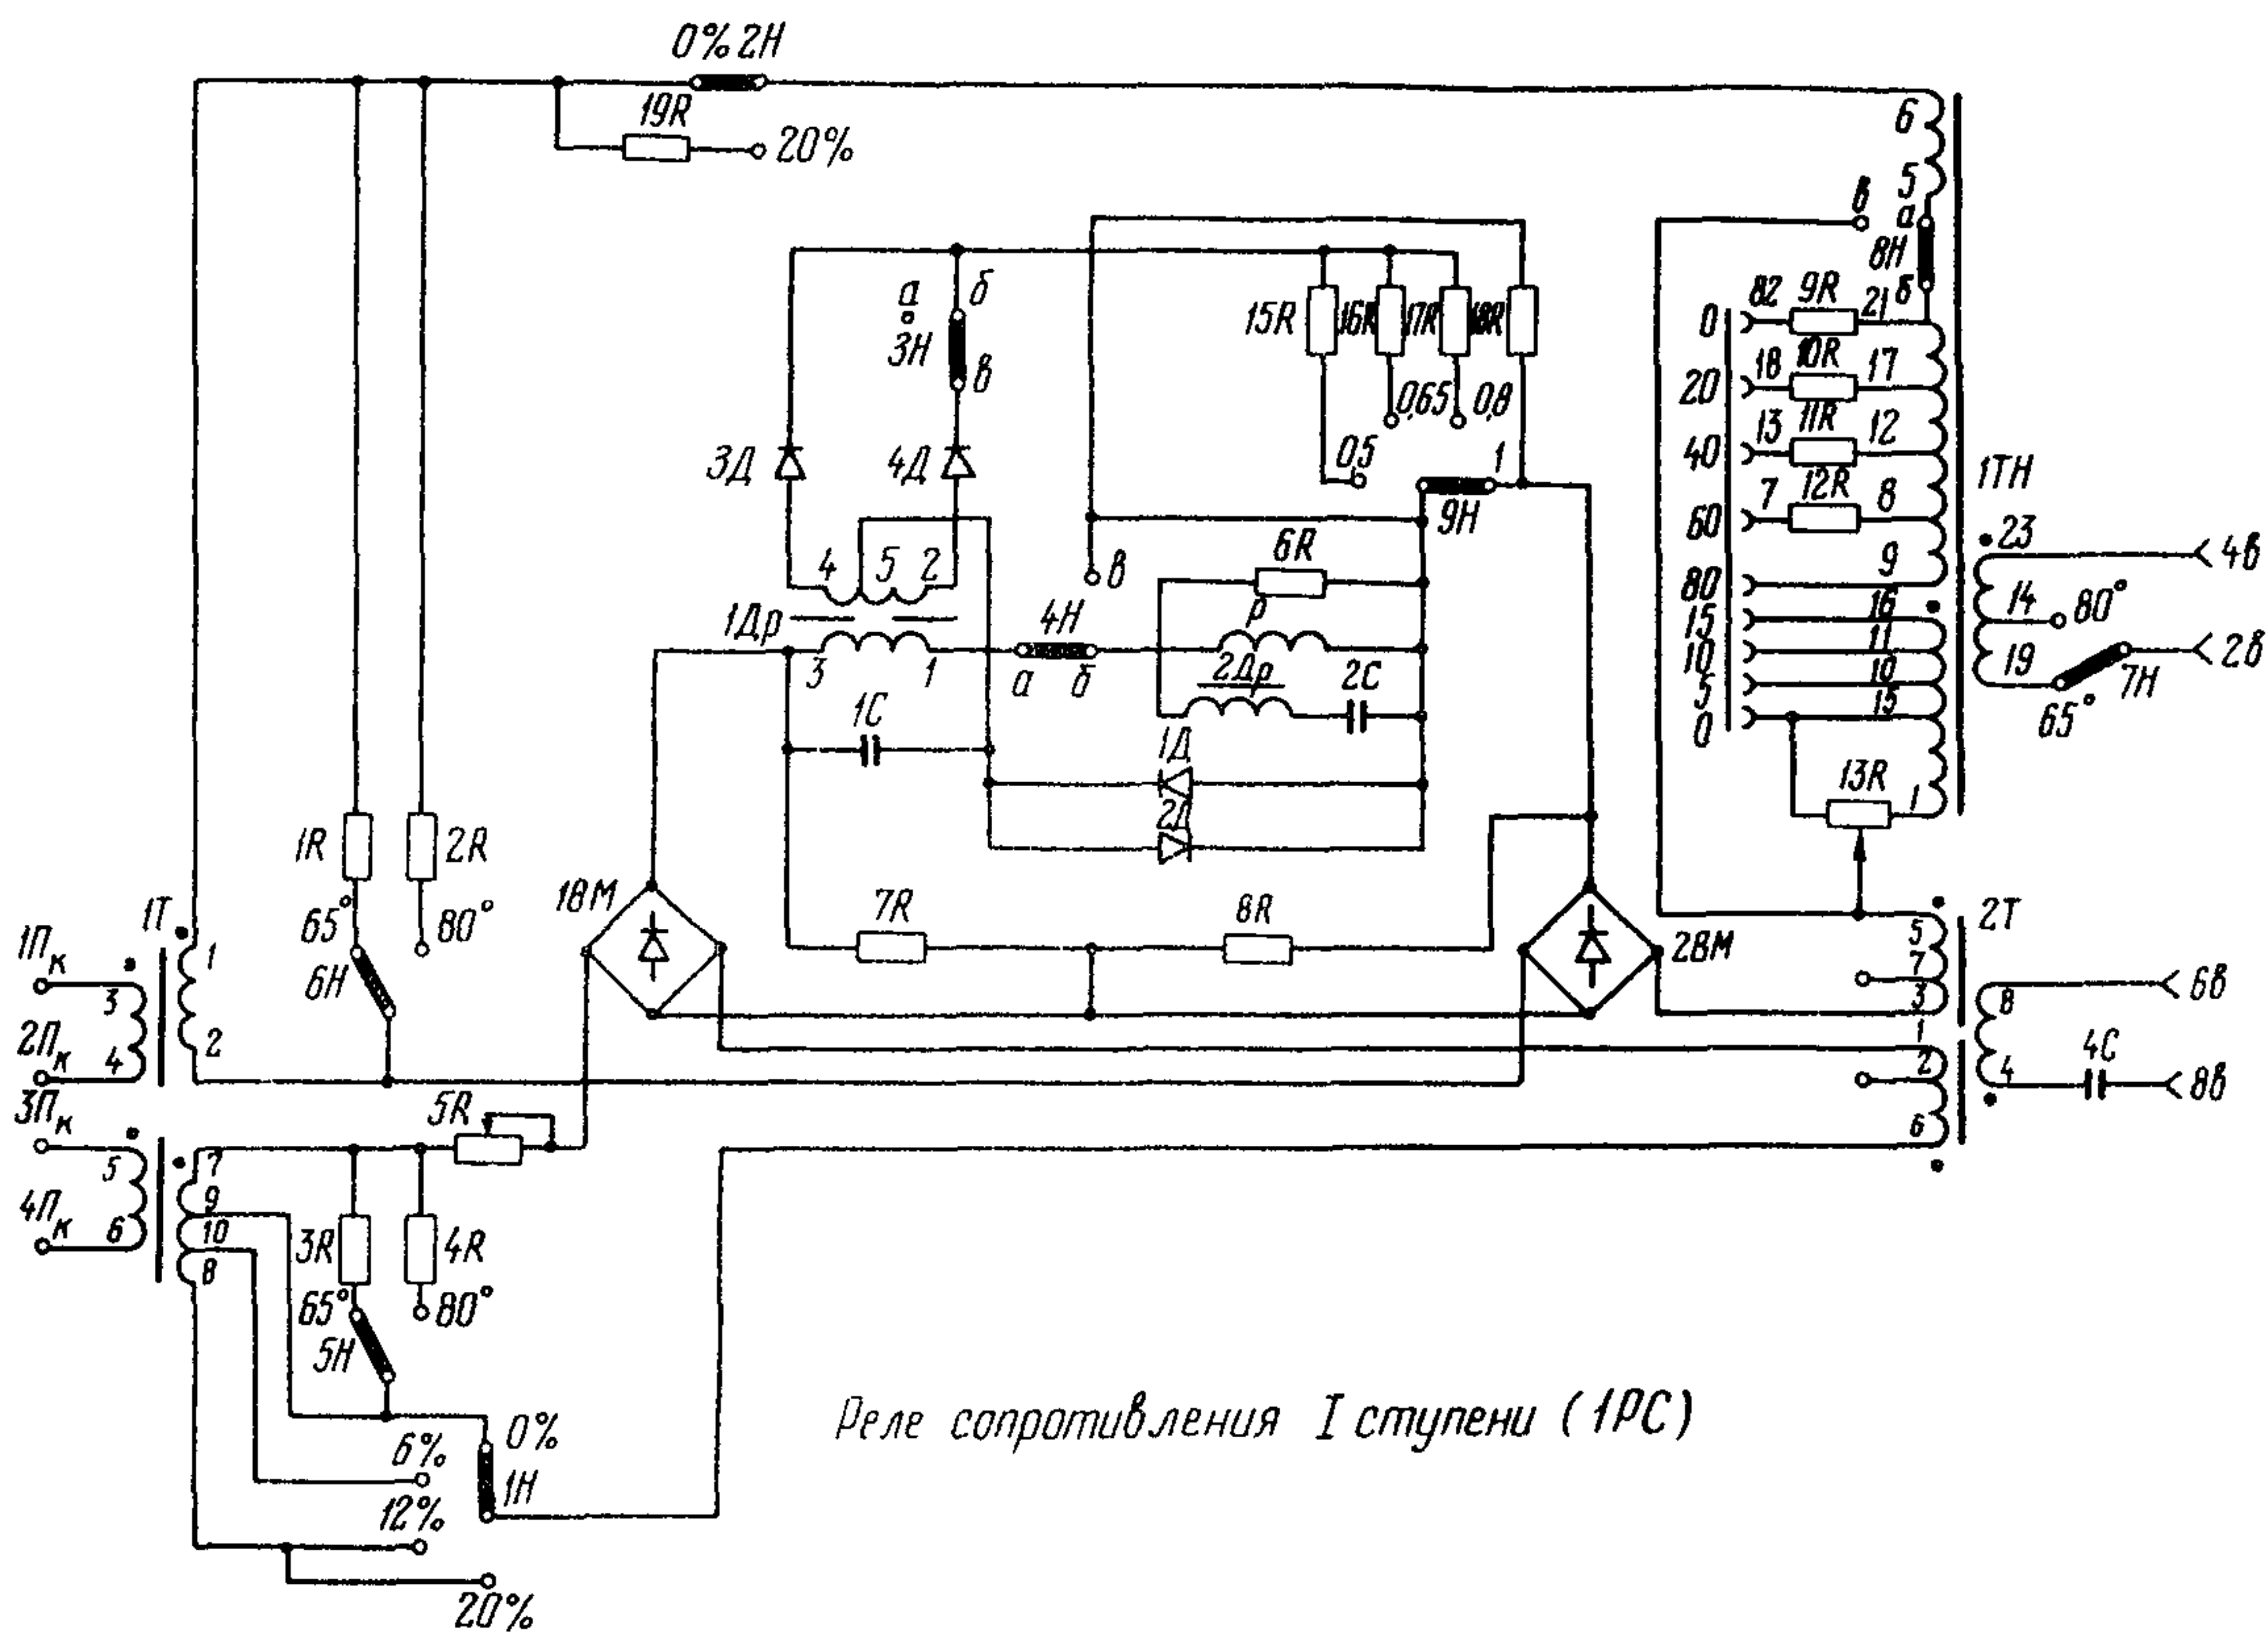 0% 2Н
19R
20%
6
5
в
а
8Н
б
82 9R 21
0
18 10R 17
20
13 11R 12
40
7 12R 8
60
9
80
16
15
11
10
10
5
15
0
13R
1
1ТН
23
4в
14
80°
19
2в
7Н
65°
а б
3Н
в
15R 16R 17R 18R
0,65 0,8
0,5
1
9Н
3Д 4Д
4 5 2
в
6R
1Др
4Н
Р
3 1
а б
2Др
2С
1С
1Д
2Д
1R 2R
65° 80°
6Н
1ВМ
7R 8R
2ВМ
1Т
1Пк
3
1
2Пк
4
2
3Пк
5
7
4Пк
6
9
10
8
5R
3R 4R
65° 80°
5Н
0%
6%
1Н
12%
20%
2Т
5
7
3
1
2
6
8
6в
4
4С
8в
Реле сопротивления I ступени (1РС)